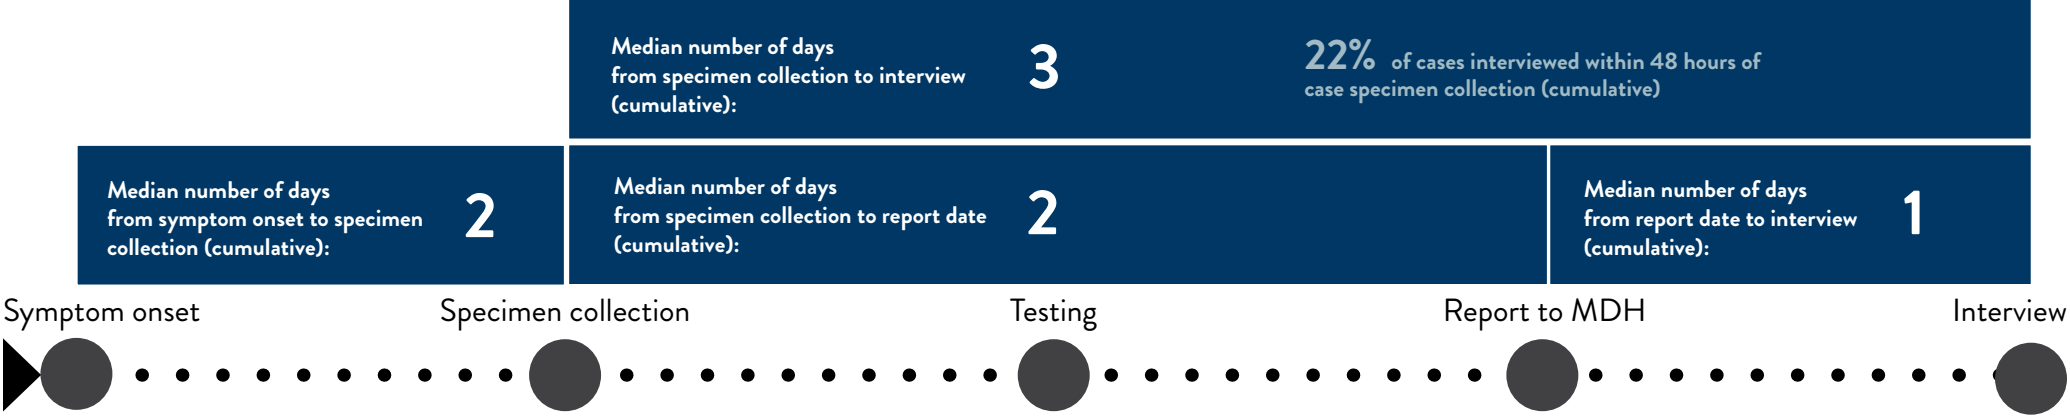 Median number of days
from specimen collection to interview
(cumulative):
3
22% of cases interviewed within 48 hours of
case specimen collection (cumulative)
Median number of days
from symptom onset to specimen
collection (cumulative):
2
Median number of days
from specimen collection to report date
(cumulative):
2
Median number of days
from report date to interview
(cumulative):
1
Symptom onset
Specimen collection
Testing
Report to MDH
Interview